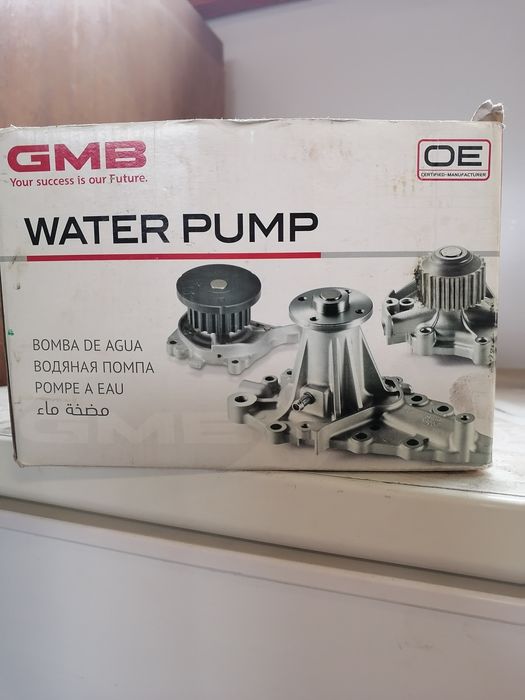 GMB
Your success is our Future.
OE
CERTIFIED-MANUFACTURER
WATER PUMP
BOMBA DE AGUA
ВОДЯНАЯ ПОМПА
POMPE A EAU
مضخة ماء
GMB